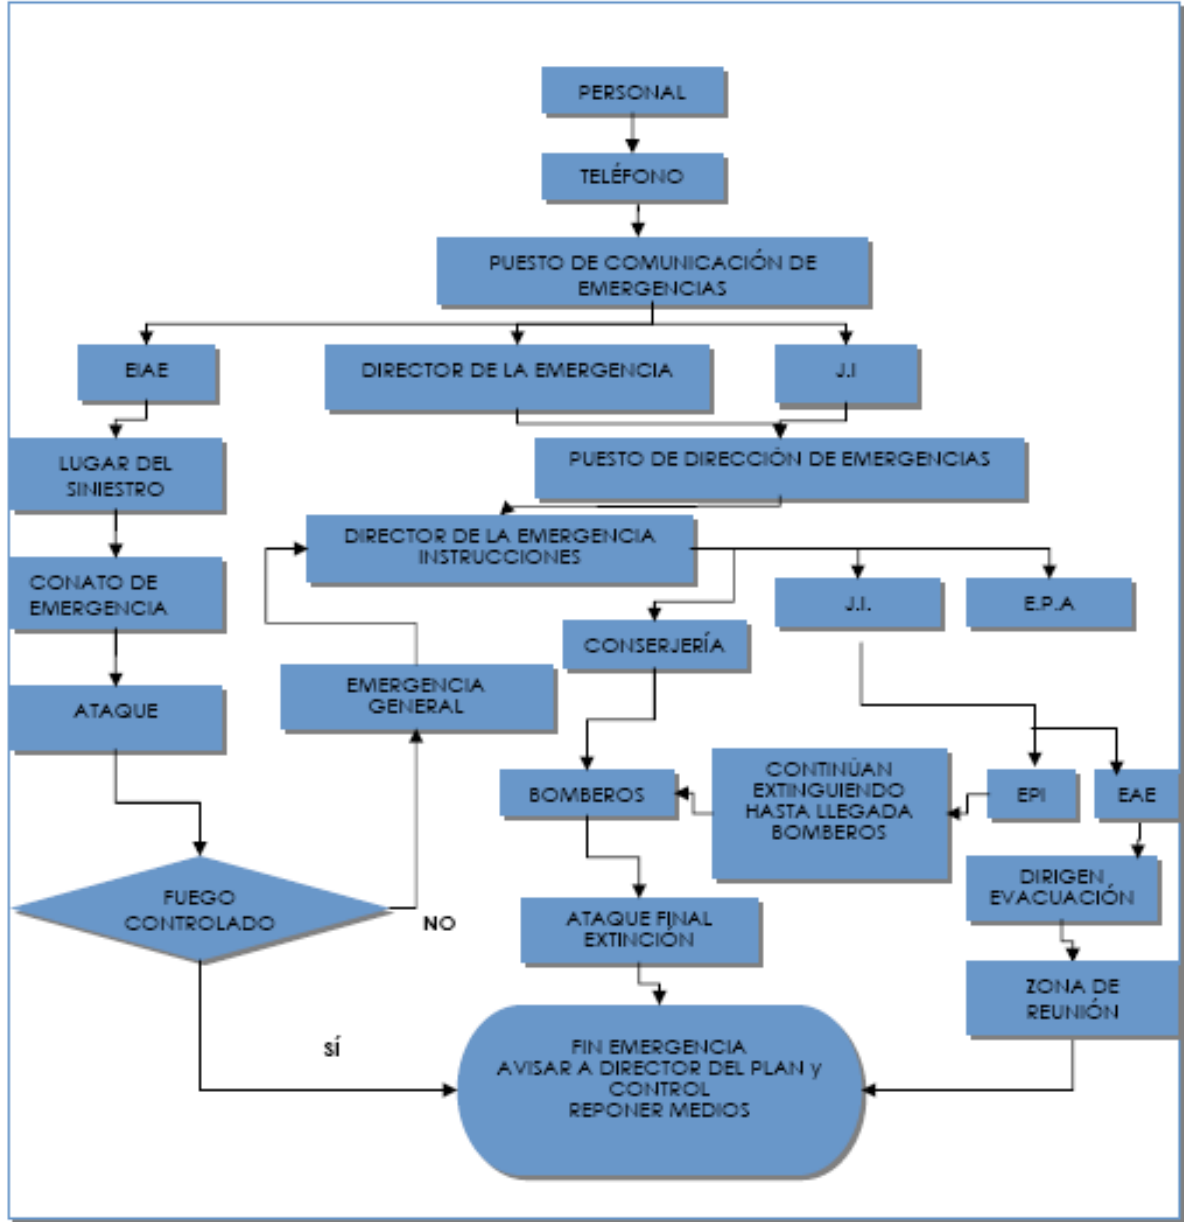 PERSONAL
TELÉFONO
PUESTO DE COMUNICACIÓN DE
EMERGENCIAS
EIAE
DIRECTOR DE LA EMERGENCIA
J.I
LUGAR DEL
SINIESTRO
PUESTO DE DIRECCIÓN DE EMERGENCIAS
DIRECTOR DE LA EMERGENCIA
INSTRUCCIONES
CONATO DE
EMERGENCIA
J.I.
E.P.A
CONSERJERÍA
EMERGENCIA
GENERAL
ATAQUE
BOMBEROS
CONTINÚAN
EXTINGUIENDO
HASTA LLEGADA
BOMBEROS
EPI
EAE
FUEGO
CONTROLADO
NO
DIRIGEN
EVACUACIÓN
ATAQUE FINAL
EXTINCIÓN
ZONA DE
REUNIÓN
SÍ
FIN EMERGENCIA
AVISAR A DIRECTOR DEL PLAN y
CONTROL
REPONER MEDIOS